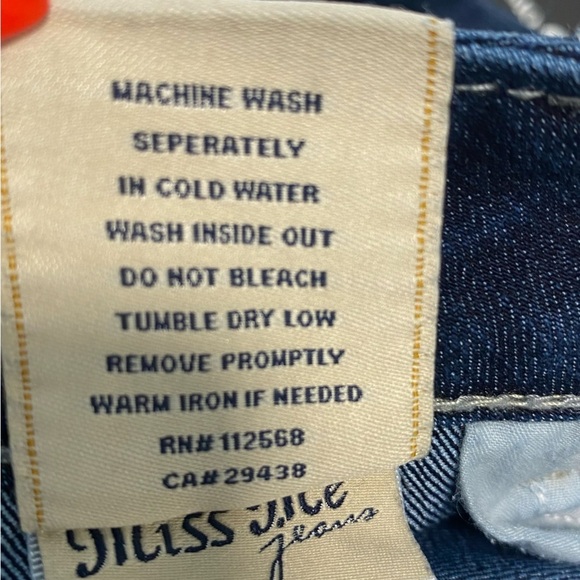 MACHINE WASH
SEPERATELY
IN COLD WATER
WASH INSIDE OUT
DO NOT BLEACH
TUMBLE DRY LOW
REMOVE PROMPTLY
WARM IRON IF NEEDED
RN# 112568
CA# 29438
jeans